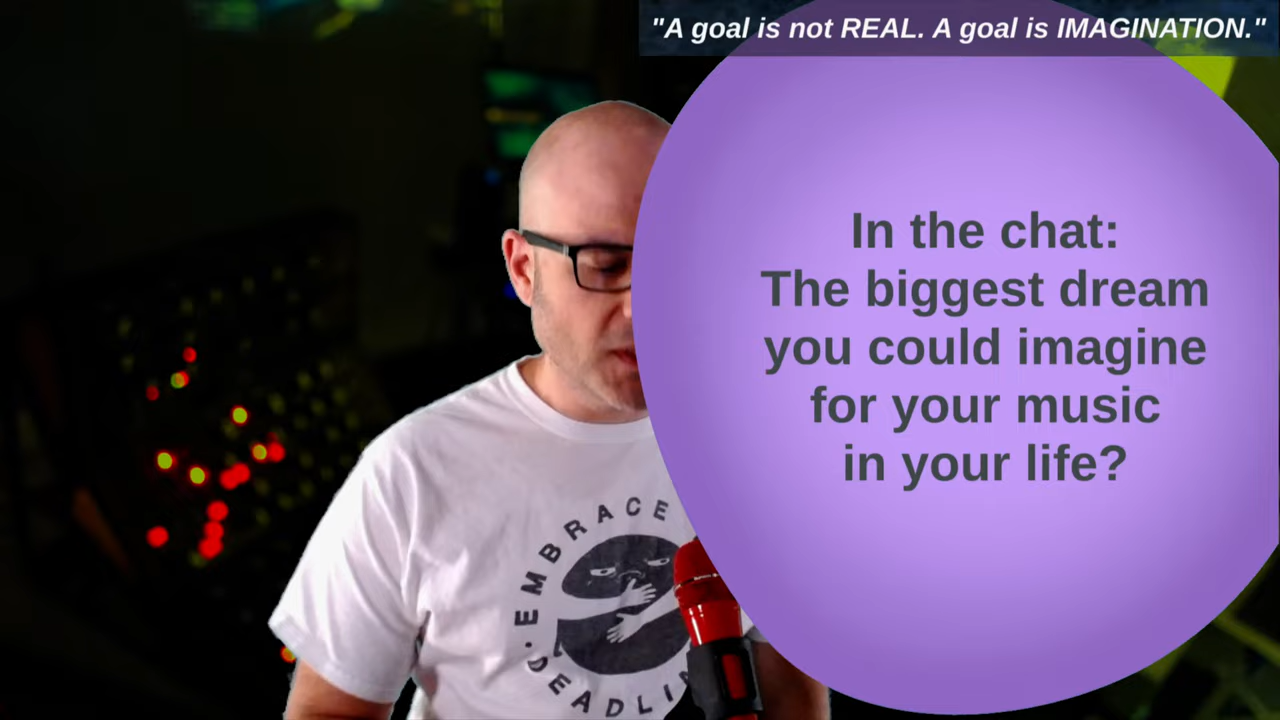 "A goal is not REAL. A goal is IMAGINATION."
In the chat:
The biggest dream
you could imagine
for your music
in your life?
EMBRACE
DEADLIN